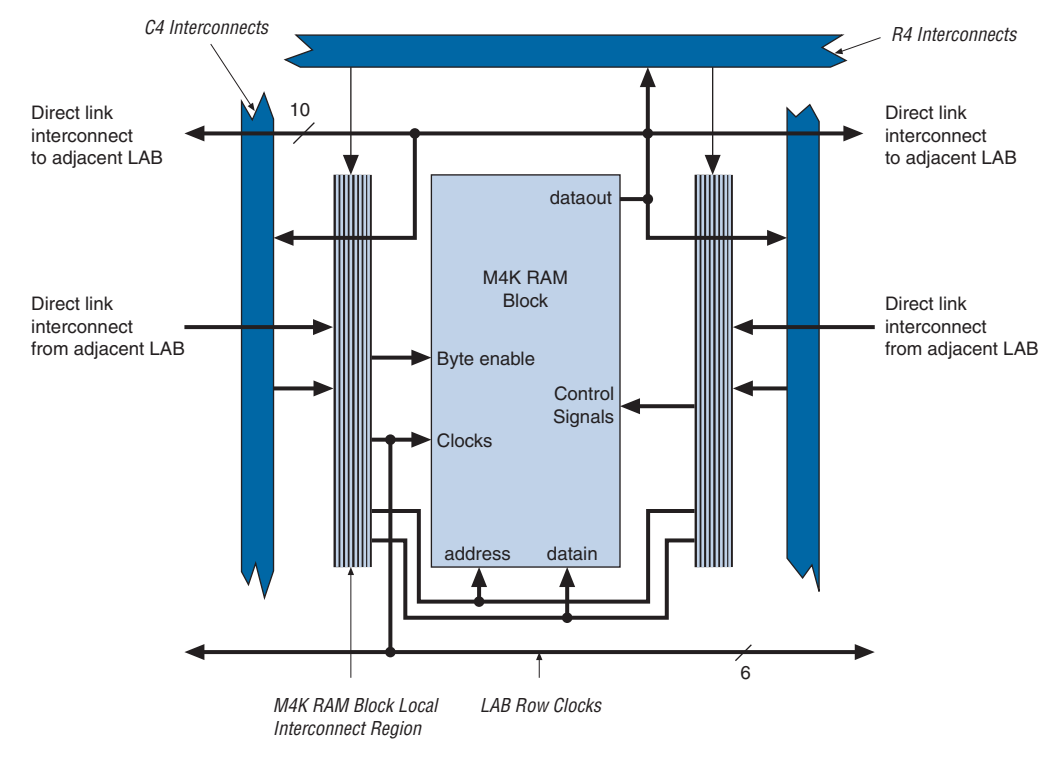 C4 Interconnects
R4 Interconnects
Direct link
interconnect
to adjacent LAB
10
Direct link
interconnect
to adjacent LAB
dataout
M4K RAM
Block
Direct link
interconnect
from adjacent LAB
Direct link
interconnect
from adjacent LAB
Byte enable
Control
Signals
Clocks
address
datain
6
M4K RAM Block Local
Interconnect Region
LAB Row Clocks